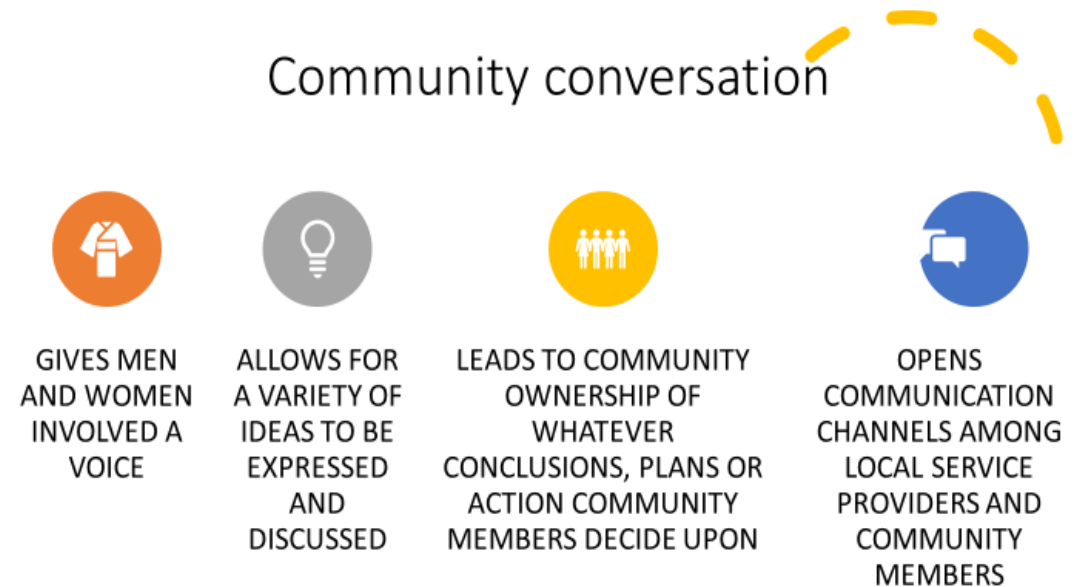 Community conversation
GIVES MEN
AND WOMEN
INVOLVED A
VOICE
ALLOWS FOR
A VARIETY OF
IDEAS TO BE
EXPRESSED
AND
DISCUSSED
LEADS TO COMMUNITY
OWNERSHIP OF
WHATEVER
CONCLUSIONS, PLANS OR
ACTION COMMUNITY
MEMBERS DECIDE UPON
OPENS
COMMUNICATION
CHANNELS AMONG
LOCAL SERVICE
PROVIDERS AND
COMMUNITY
MEMBERS